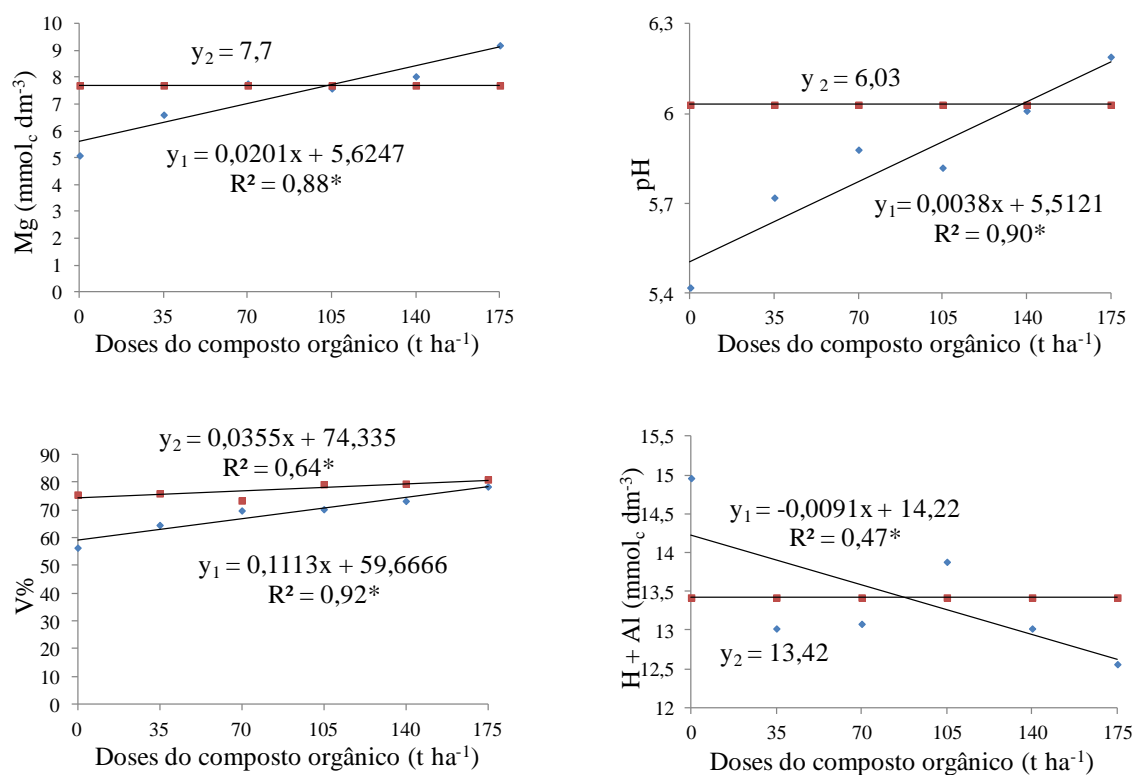 Mg (mmolc dm-3)
10
9
8
7
6
5
4
3
2
1
0
y2 = 7,7
y1 = 0,0201x + 5,6247
R² = 0,88*
0 35 70 105 140 175
Doses do composto orgânico (t ha-1)
pH
6,3
6
5,7
5,4
y 2 = 6,03
y1= 0,0038x + 5,5121
R² = 0,90*
0 35 70 105 140 175
Doses do composto orgânico (t ha-1)
V%
90
80
70
60
50
40
30
20
10
0
y2 = 0,0355x + 74,335
R² = 0,64*
y1 = 0,1113x + 59,6666
R² = 0,92*
0 35 70 105 140 175
Doses do composto orgânico (t ha-1)
H + Al (mmolc dm-3)
15,5
15
14,5
14
13,5
13
12,5
12
y1 = -0,0091x + 14,22
R² = 0,47*
y2 = 13,42
0 35 70 105 140 175
Doses do composto orgânico (t ha-1)